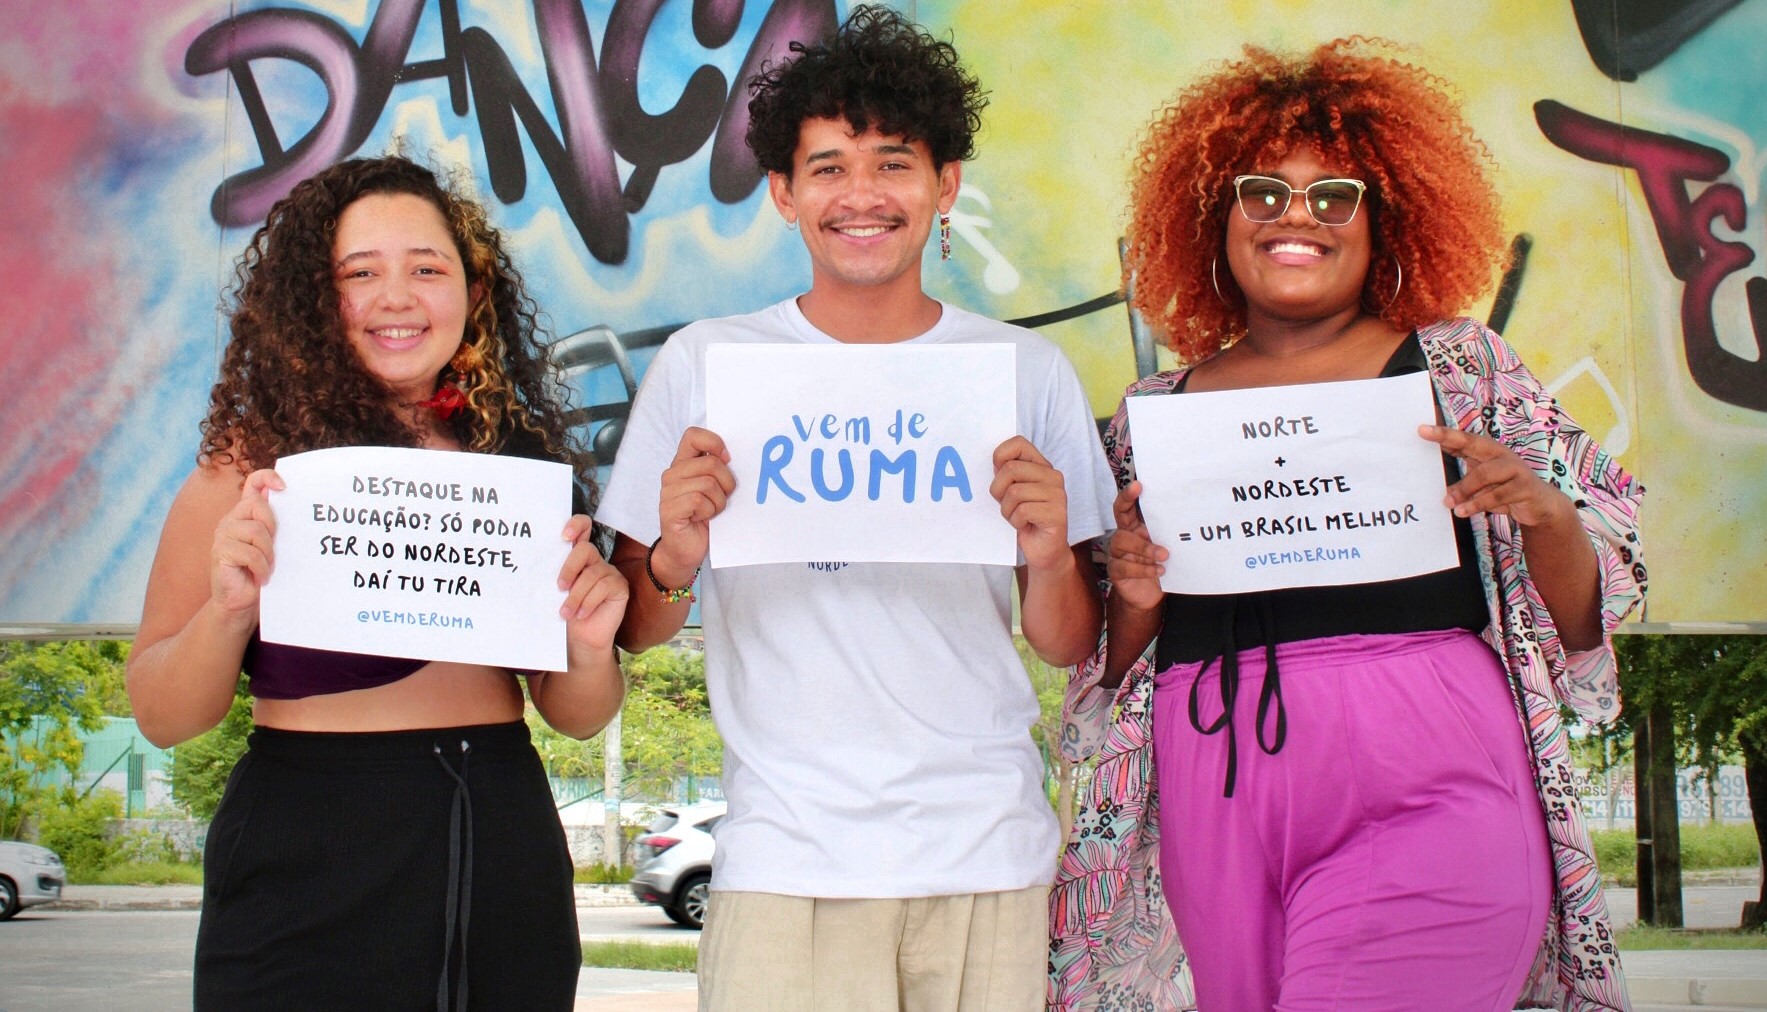 DANÇA
TE
DESTAQUE NA
EDUCAÇÃO? SÓ PODIA
SER DO NORDESTE,
DAÍ TU TIRA
@VEMDERUMA
vem de
RUMA
NORDE
NORTE
+
NORDESTE
= UM BRASIL MELHOR
@VEMDERUMA